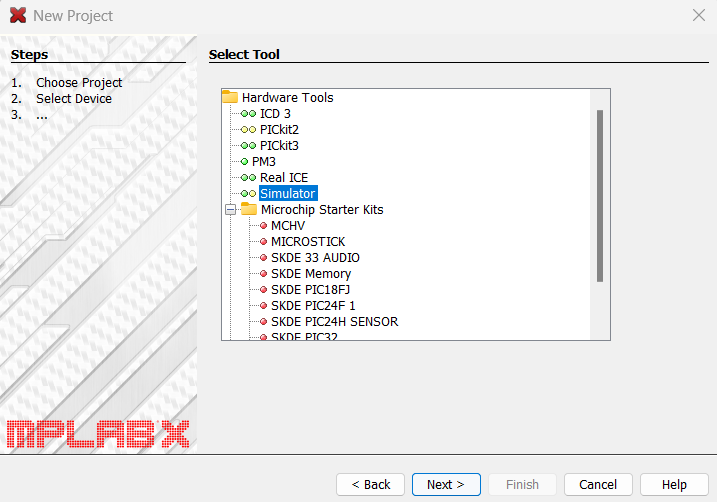 New Project
Steps
1. Choose Project
2. Select Device
3. ...
Select Tool
Hardware Tools
ICD 3
PICkit2
PICkit3
PM3
Real ICE
Simulator
Microchip Starter Kits
MCHV
MICROSTICK
SKDE 33 AUDIO
SKDE Memory
SKDE PIC18FJ
SKDE PIC24F 1
SKDE PIC24H SENSOR
SKDE PIC32
MPLAB X
< Back
Next >
Finish
Cancel
Help